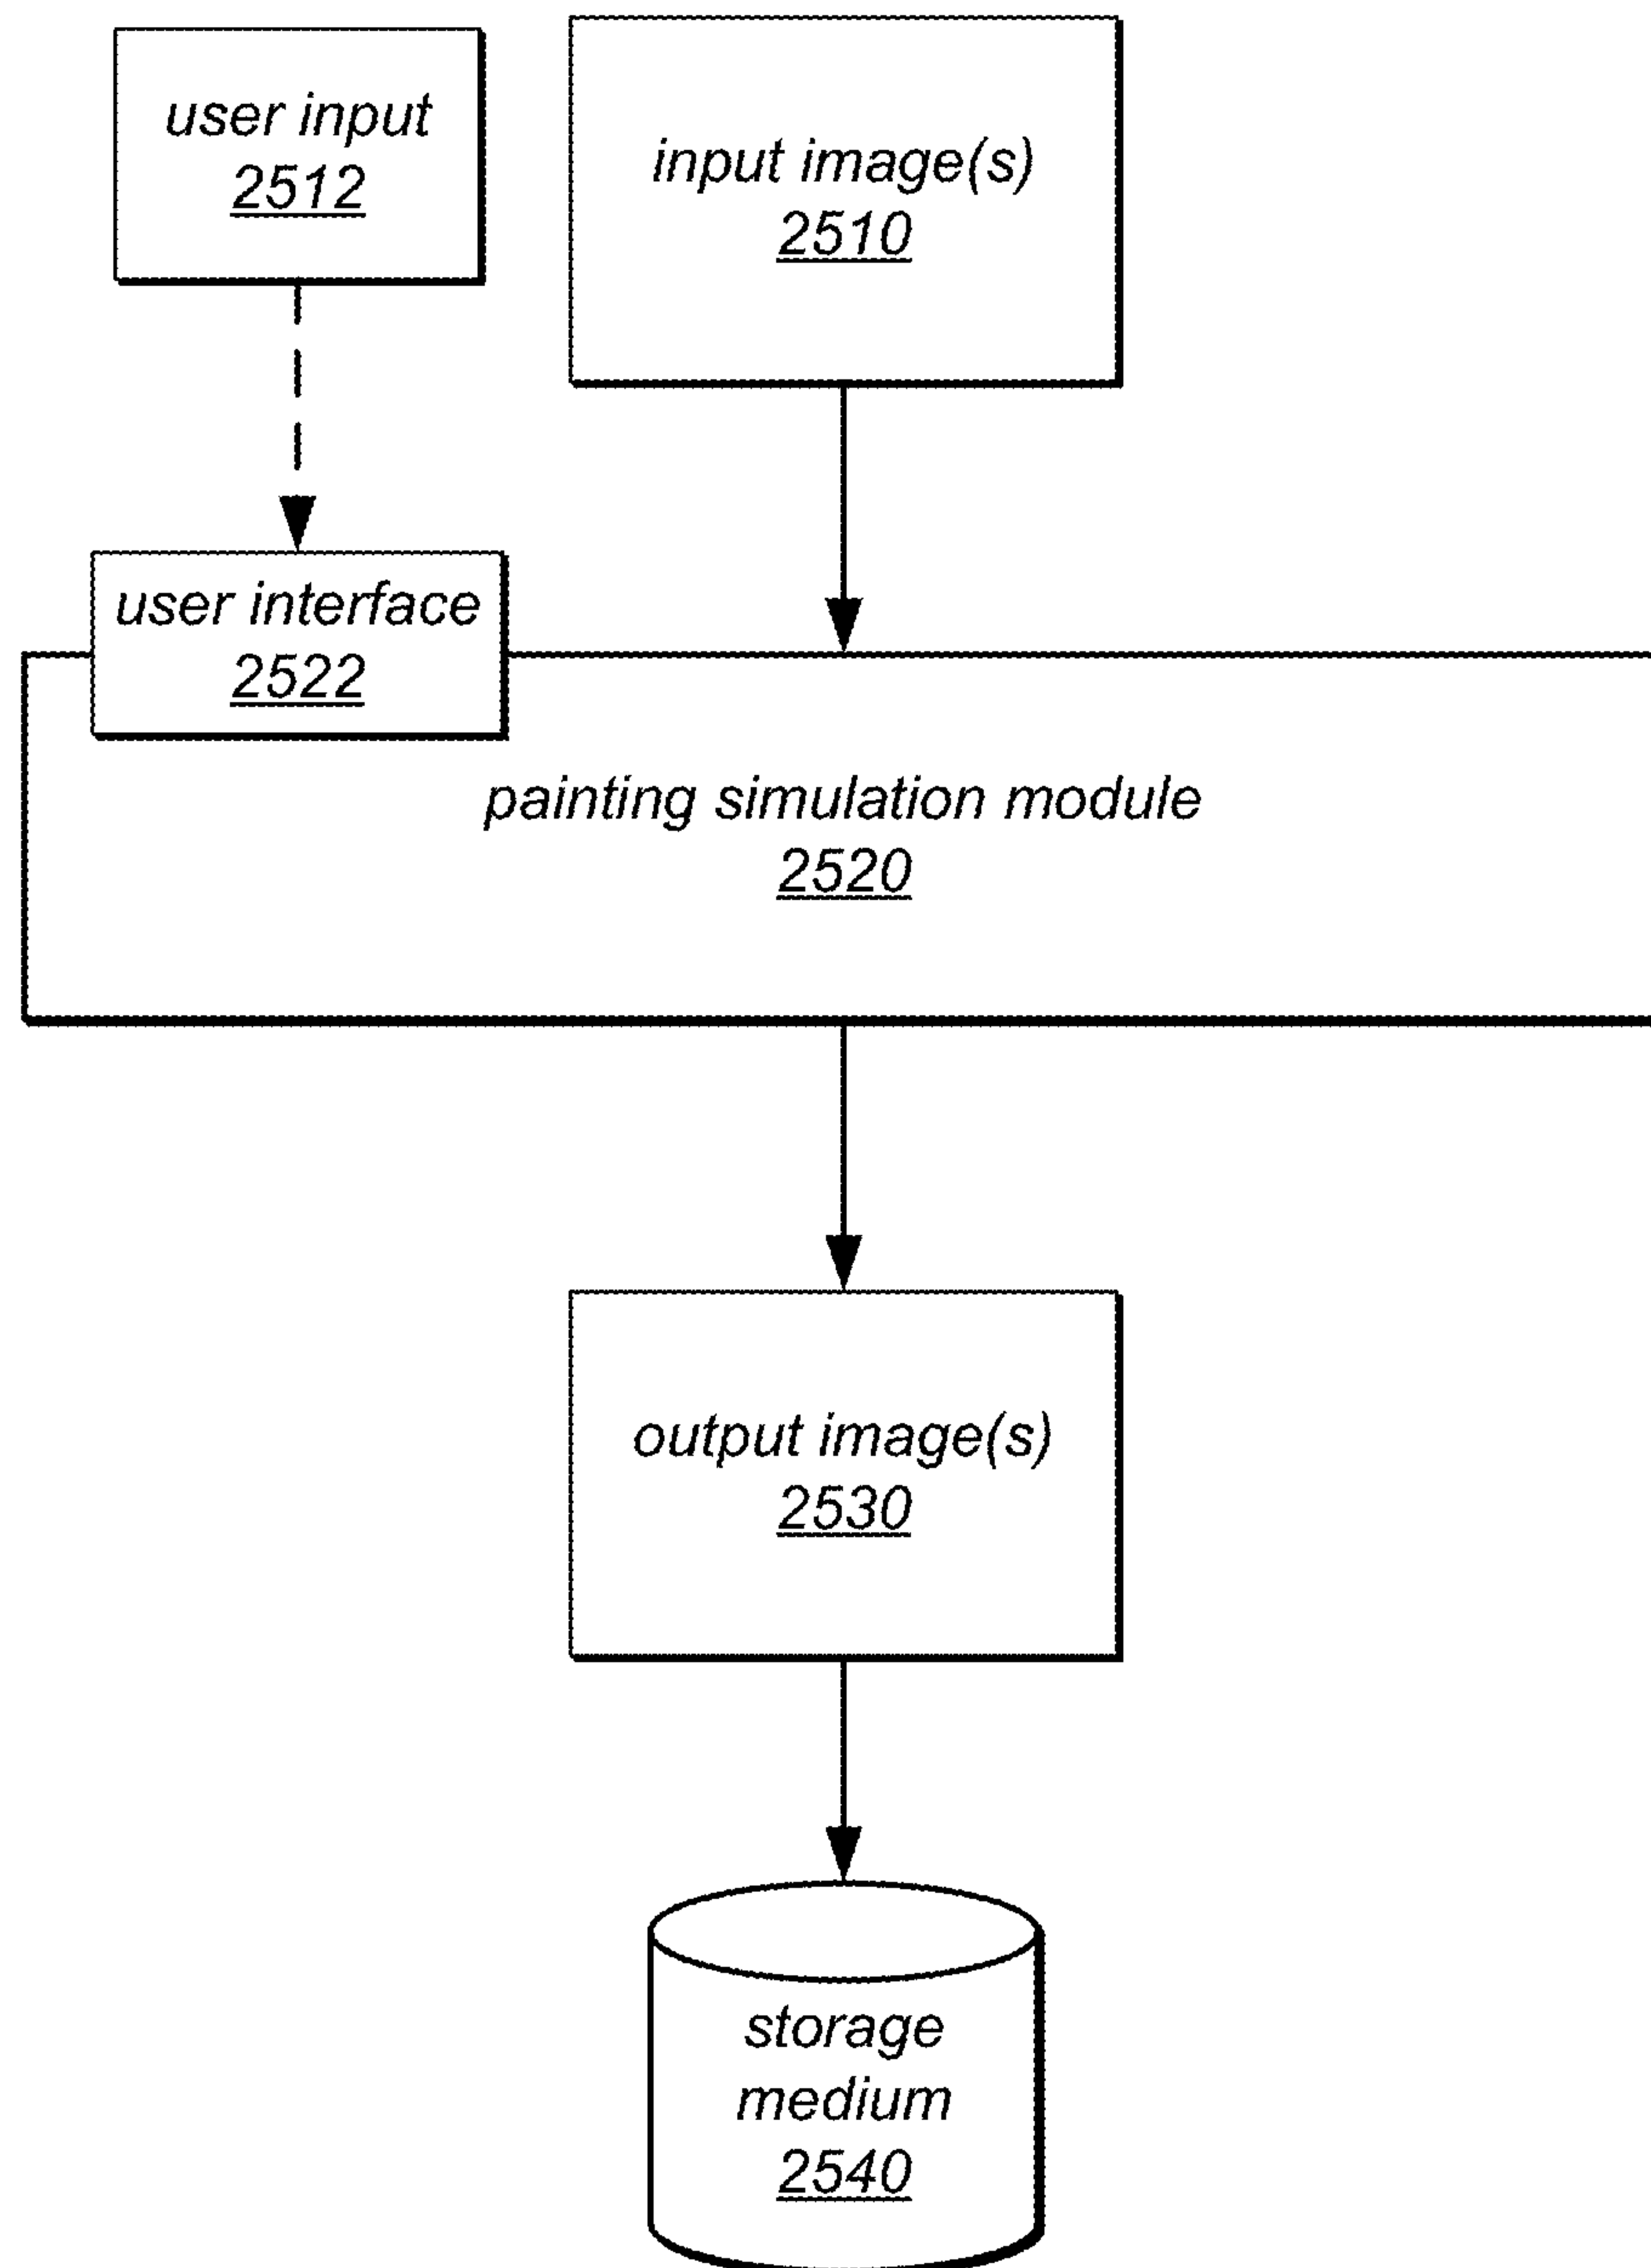 user input
2512
input image(s)
2510
user interface
2522
painting simulation module
2520
output image(s)
2530
storage
medium
2540